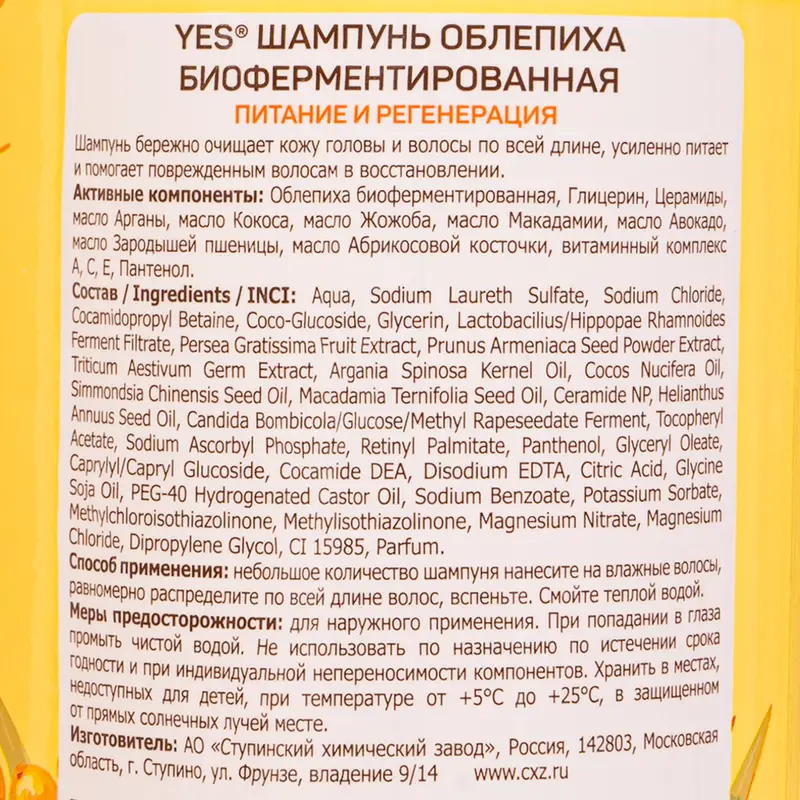 YES® ШАМПУНЬ ОБЛЕПИХА
БИОФЕРМЕНТИРОВАННАЯ
ПИТАНИЕ И РЕГЕНЕРАЦИЯ
Шампунь бережно очищает кожу головы и волосы по всей длине, усиленно питает
и помогает поврежденным волосам в восстановлении.
Активные компоненты: Облепиха биоферментированная, Глицерин, Церамиды,
масло Арганы, масло Кокоса, масло Жожоба, масло Макадамии, масло Авокадо,
масло Зародышей пшеницы, масло Абрикосовой косточки, витаминный комплекс
А, С, Е, Пантенол.
Состав / Ingredients / INCI: Aqua, Sodium Laureth Sulfate, Sodium Chloride,
Cocamidopropyl Betaine, Coco-Glucoside, Glycerin, Lactobacilius/Hippopae Rhamnoides
Ferment Filtrate, Persea Gratissima Fruit Extract, Prunus Armeniaca Seed Powder Extract,
Triticum Aestivum Germ Extract, Argania Spinosa Kernel Oil, Cocos Nucifera Oil,
Simmondsia Chinensis Seed Oil, Macadamia Ternifolia Seed Oil, Ceramide NP, Helianthus
Annuus Seed Oil, Candida Bombicola/Glucose/Methyl Rapeseedate Ferment, Tocopheryl
Acetate, Sodium Ascorbyl Phosphate, Retinyl Palmitate, Panthenol, Glyceryl Oleate,
Caprylyl/Capryl Glucoside, Cocamide DEA, Disodium EDTA, Citric Acid, Glycine
Soja Oil, PEG-40 Hydrogenated Castor Oil, Sodium Benzoate, Potassium Sorbate,
Methylchloroisothiazolinone, Methylisothiazolinone, Magnesium Nitrate, Magnesium
Chloride, Dipropylene Glycol, CI 15985, Parfum.
Способ применения: небольшое количество шампуня нанесите на влажные волосы,
равномерно распределите по всей длине волос, вспеньте. Смойте теплой водой.
Меры предосторожности: для наружного применения. При попадании в глаза
промыть чистой водой. Не использовать по назначению по истечении срока
годности и при индивидуальной непереносимости компонентов. Хранить в местах,
недоступных для детей, при температуре от +5°С до +25°С, в защищенном
от прямых солнечных лучей месте.
Изготовитель: АО «Ступинский химический завод», Россия, 142803, Московская
область, г. Ступино, ул. Фрунзе, владение 9/14 www.cxz.ru